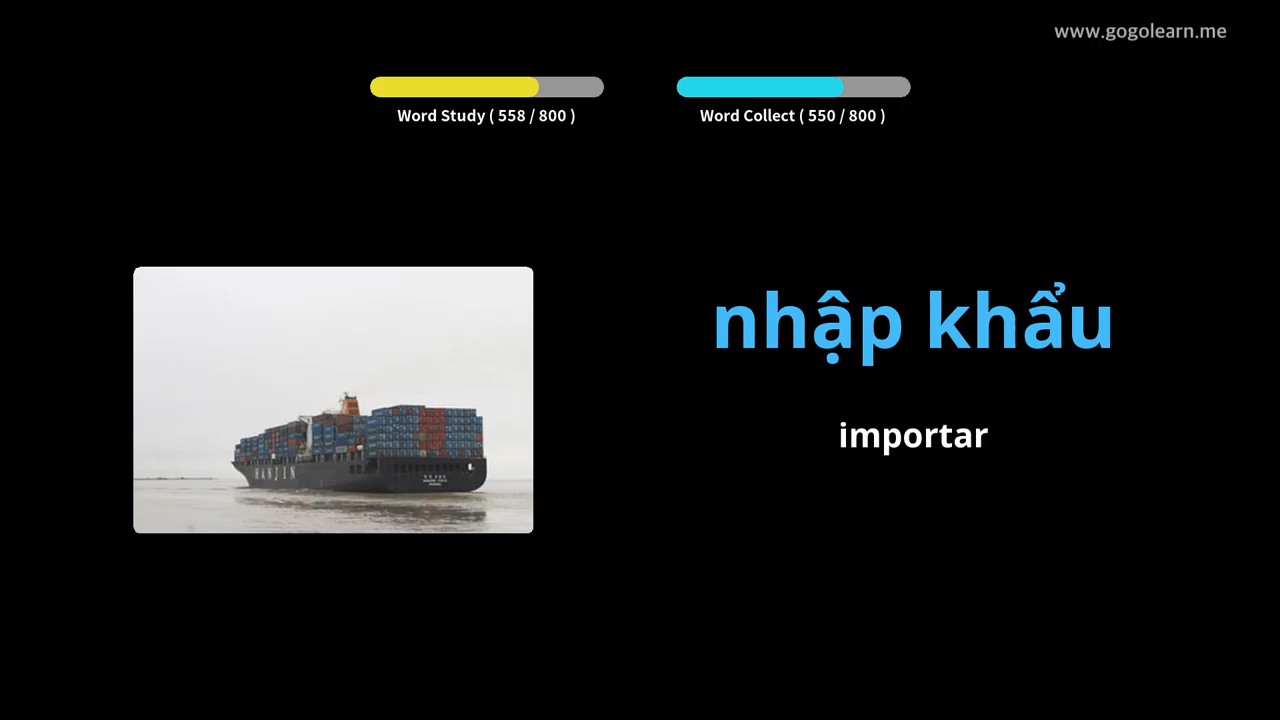 www.gogolearn.me
Word Study ( 558 / 800 )
Word Collect ( 550 / 800 )
nhập khẩu
importar
HANJIN